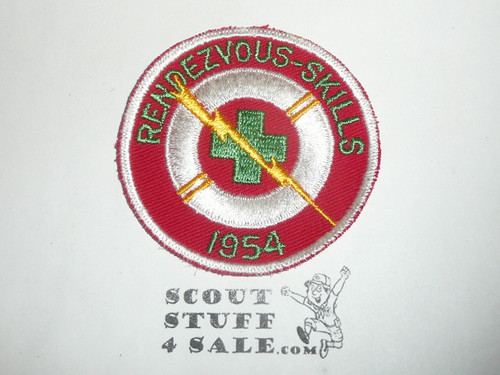 RENDEZVOUS-SKILLS
1954
SCOUT
STUFF
4 SALE.COM